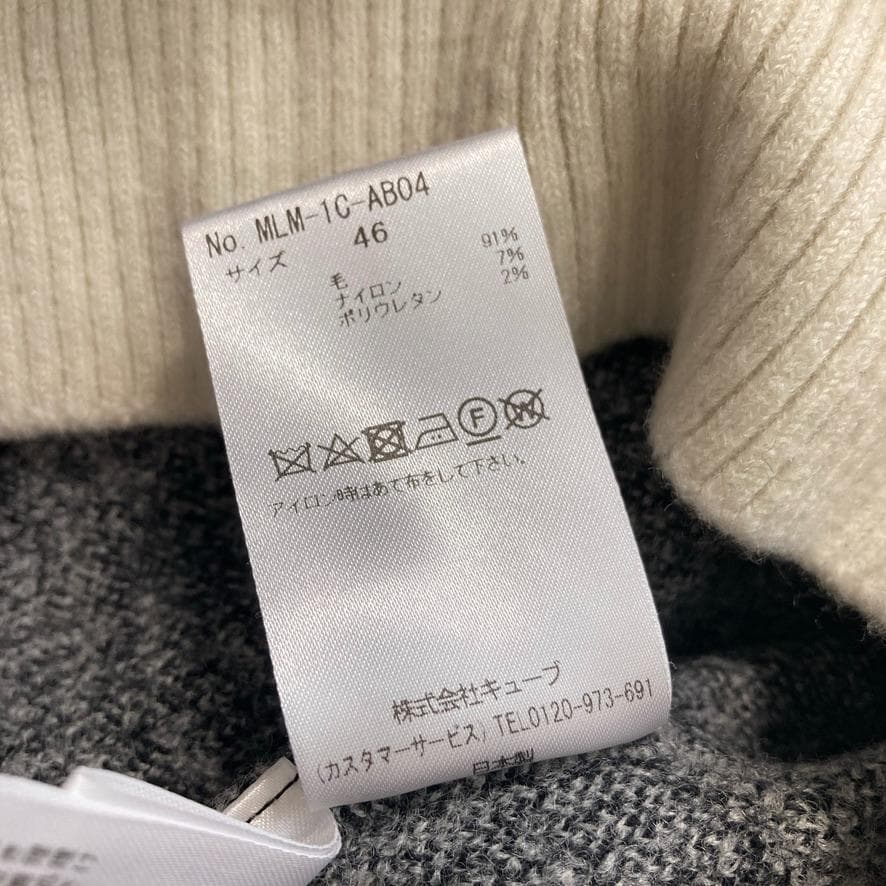 No. MLM-1C-AB04
サイズ 46
毛 91%
ナイロン 7%
ポリウレタン 2%
F W
アイロン時はあて布をして下さい。
株式会社キューブ
(カスタマーサービス) TEL0120-973-691
日本製